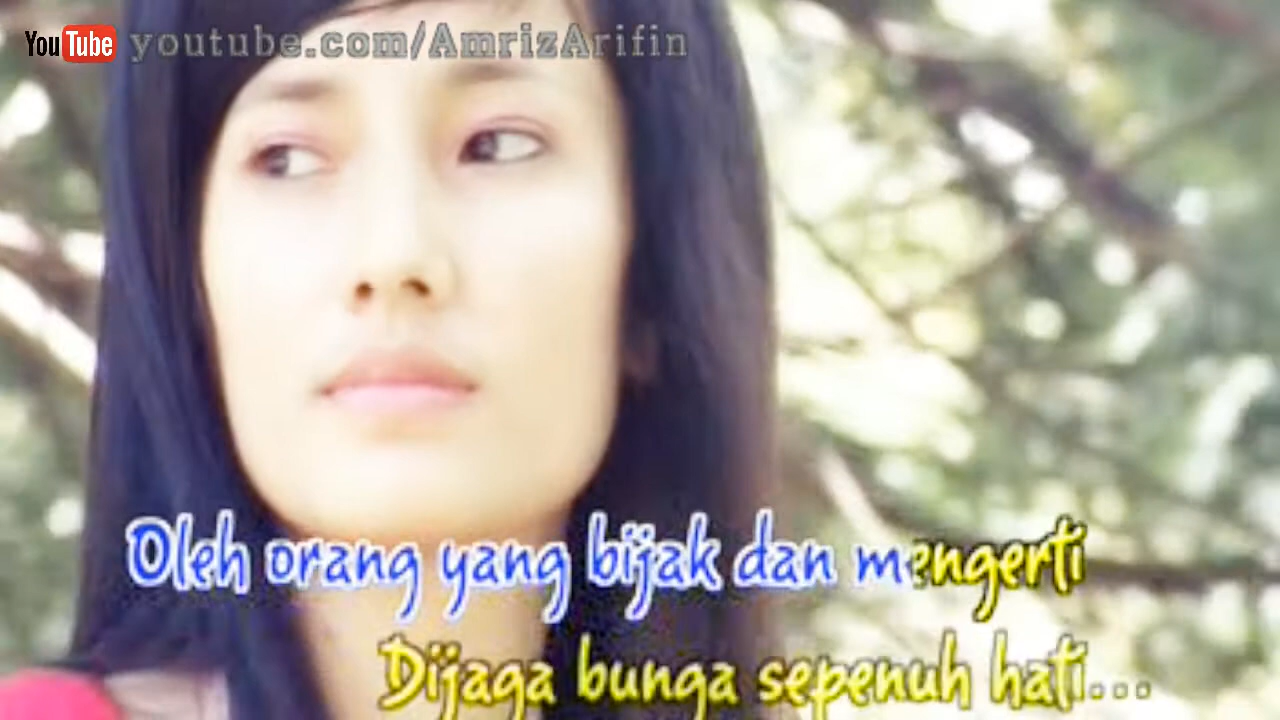 YouTube youtube.com/AmrizArifin
Oleh orang yang bijak dan mengerti
Dijaga bunga sepenuh hati...